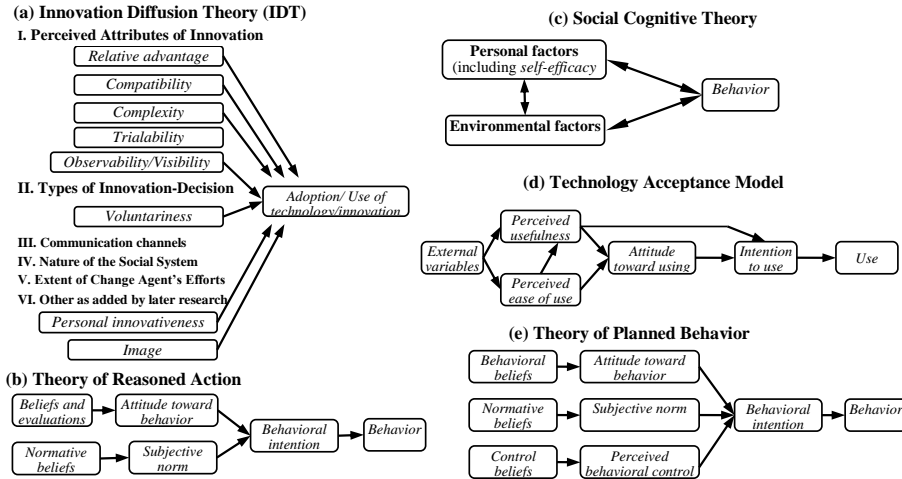 (a) Innovation Diffusion Theory (IDT)
I. Perceived Attributes of Innovation
Relative advantage
Compatibility
Complexity
Trialability
Observability/Visibility
II. Types of Innovation-Decision
Voluntariness
Adoption/ Use of
technology/innovation
III. Communication channels
IV. Nature of the Social System
V. Extent of Change Agent's Efforts
VI. Other as added by later research
Personal innovativeness
Image
(b) Theory of Reasoned Action
Beliefs and
evaluations
Attitude toward
behavior
Normative
beliefs
Subjective
norm
Behavioral
intention
Behavior
(c) Social Cognitive Theory
Personal factors
(including self-efficacy
Environmental factors
Behavior
(d) Technology Acceptance Model
External
variables
Perceived
usefulness
Perceived
ease of use
Attitude
toward using
Intention
to use
Use
(e) Theory of Planned Behavior
Behavioral
beliefs
Attitude toward
behavior
Normative
beliefs
Subjective norm
Control
beliefs
Perceived
behavioral control
Behavioral
intention
Behavior